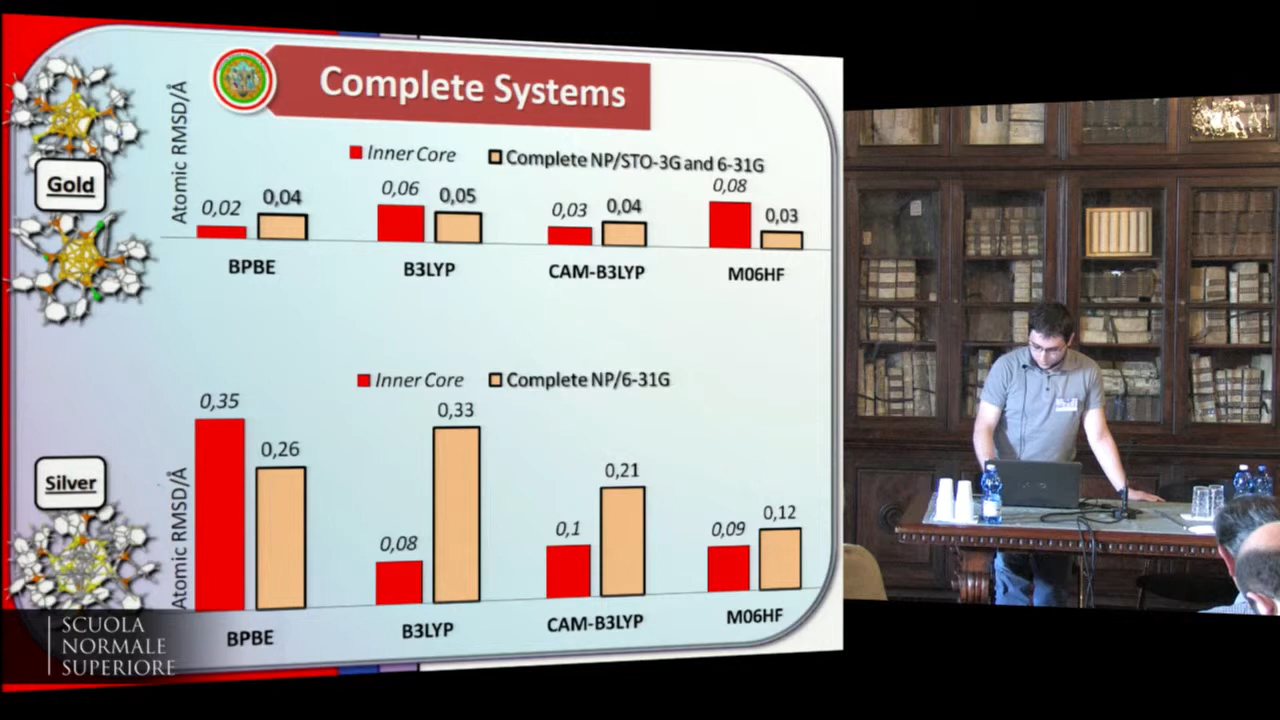 Complete Systems
Atomic RMSD/Å
Inner Core
Complete NP/STO-3G and 6-31G
Gold
0,02
0,04
0,06
0,05
0,03
0,04
0,08
0,03
BPBE
B3LYP
CAM-B3LYP
M06HF
Inner Core
Complete NP/6-31G
Silver
Atomic RMSD/Å
0,35
0,26
0,08
0,33
0,1
0,21
0,09
0,12
BPBE
B3LYP
CAM-B3LYP
M06HF
SCUOLA
NORMALE
SUPERIORE